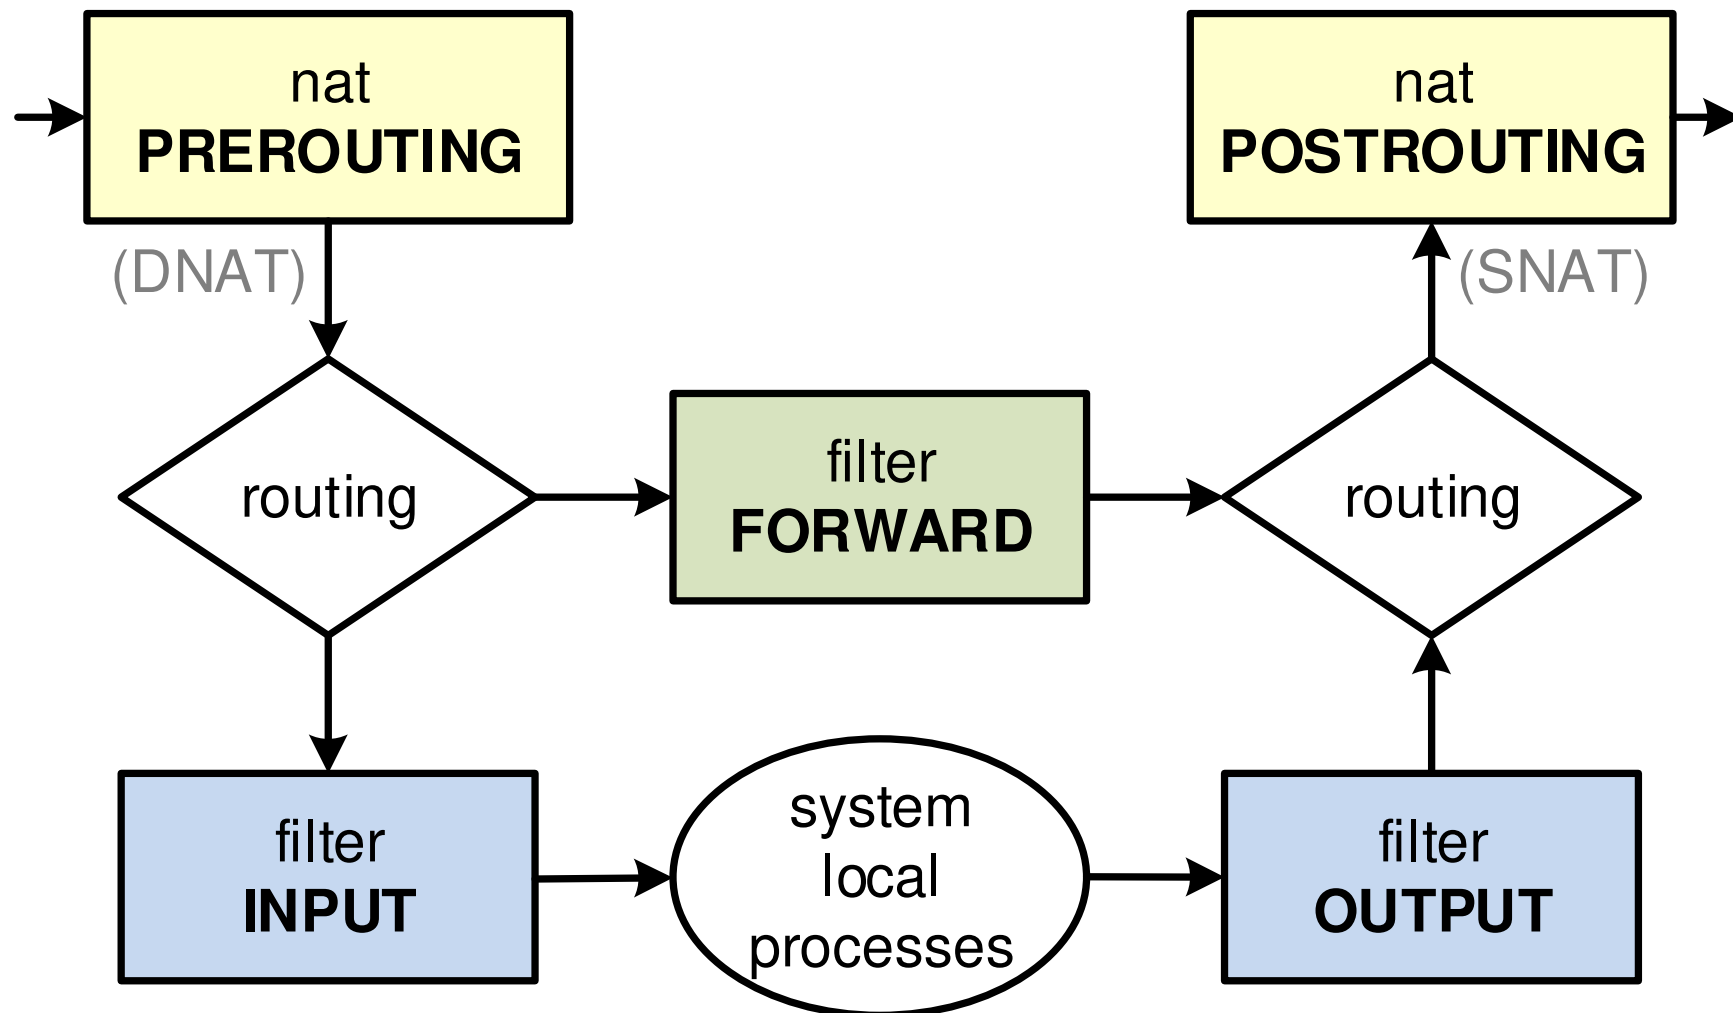 nat
PREROUTING
nat
POSTROUTING
(DNAT)
(SNAT)
routing
filter
FORWARD
routing
filter
INPUT
system
local
processes
filter
OUTPUT